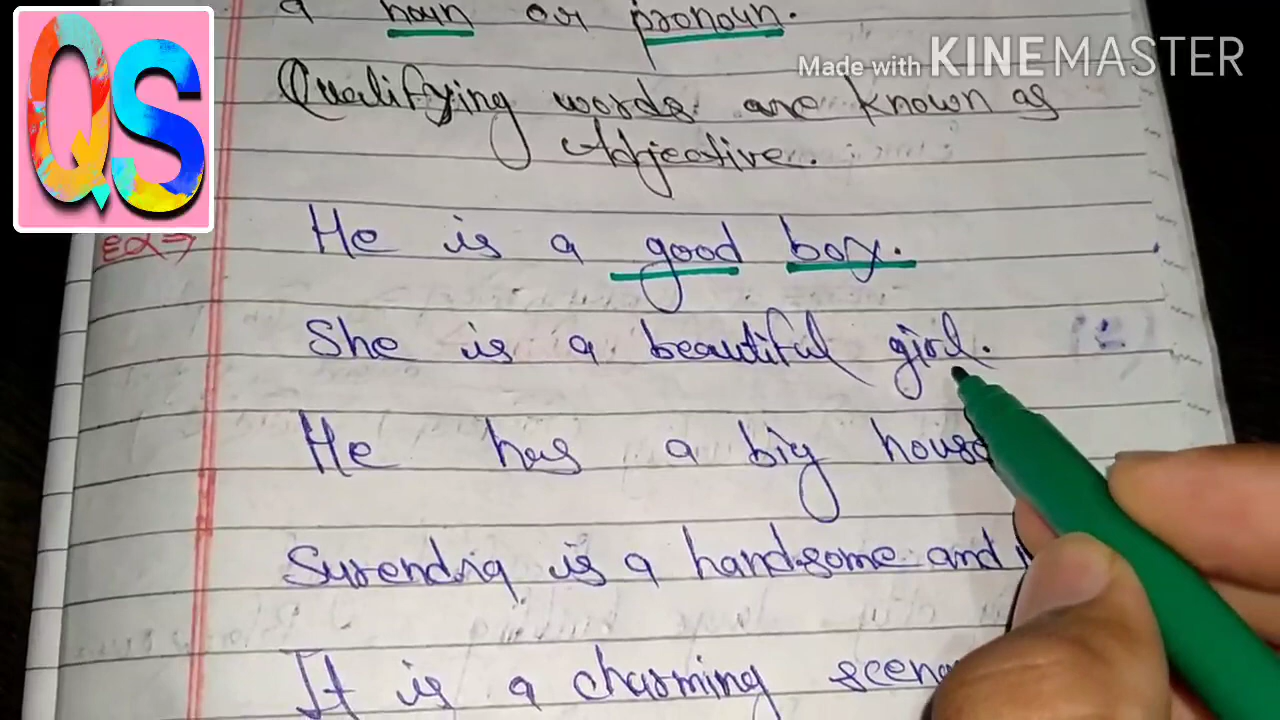 a noun or pronoun.
Made with KINEMASTER
QS
Qualifying words are known as
Adjective.
Ex⇒ He is a good boy.
She is a beautiful girl.
He has a big house
Surendra is a handsome and
It is a charming